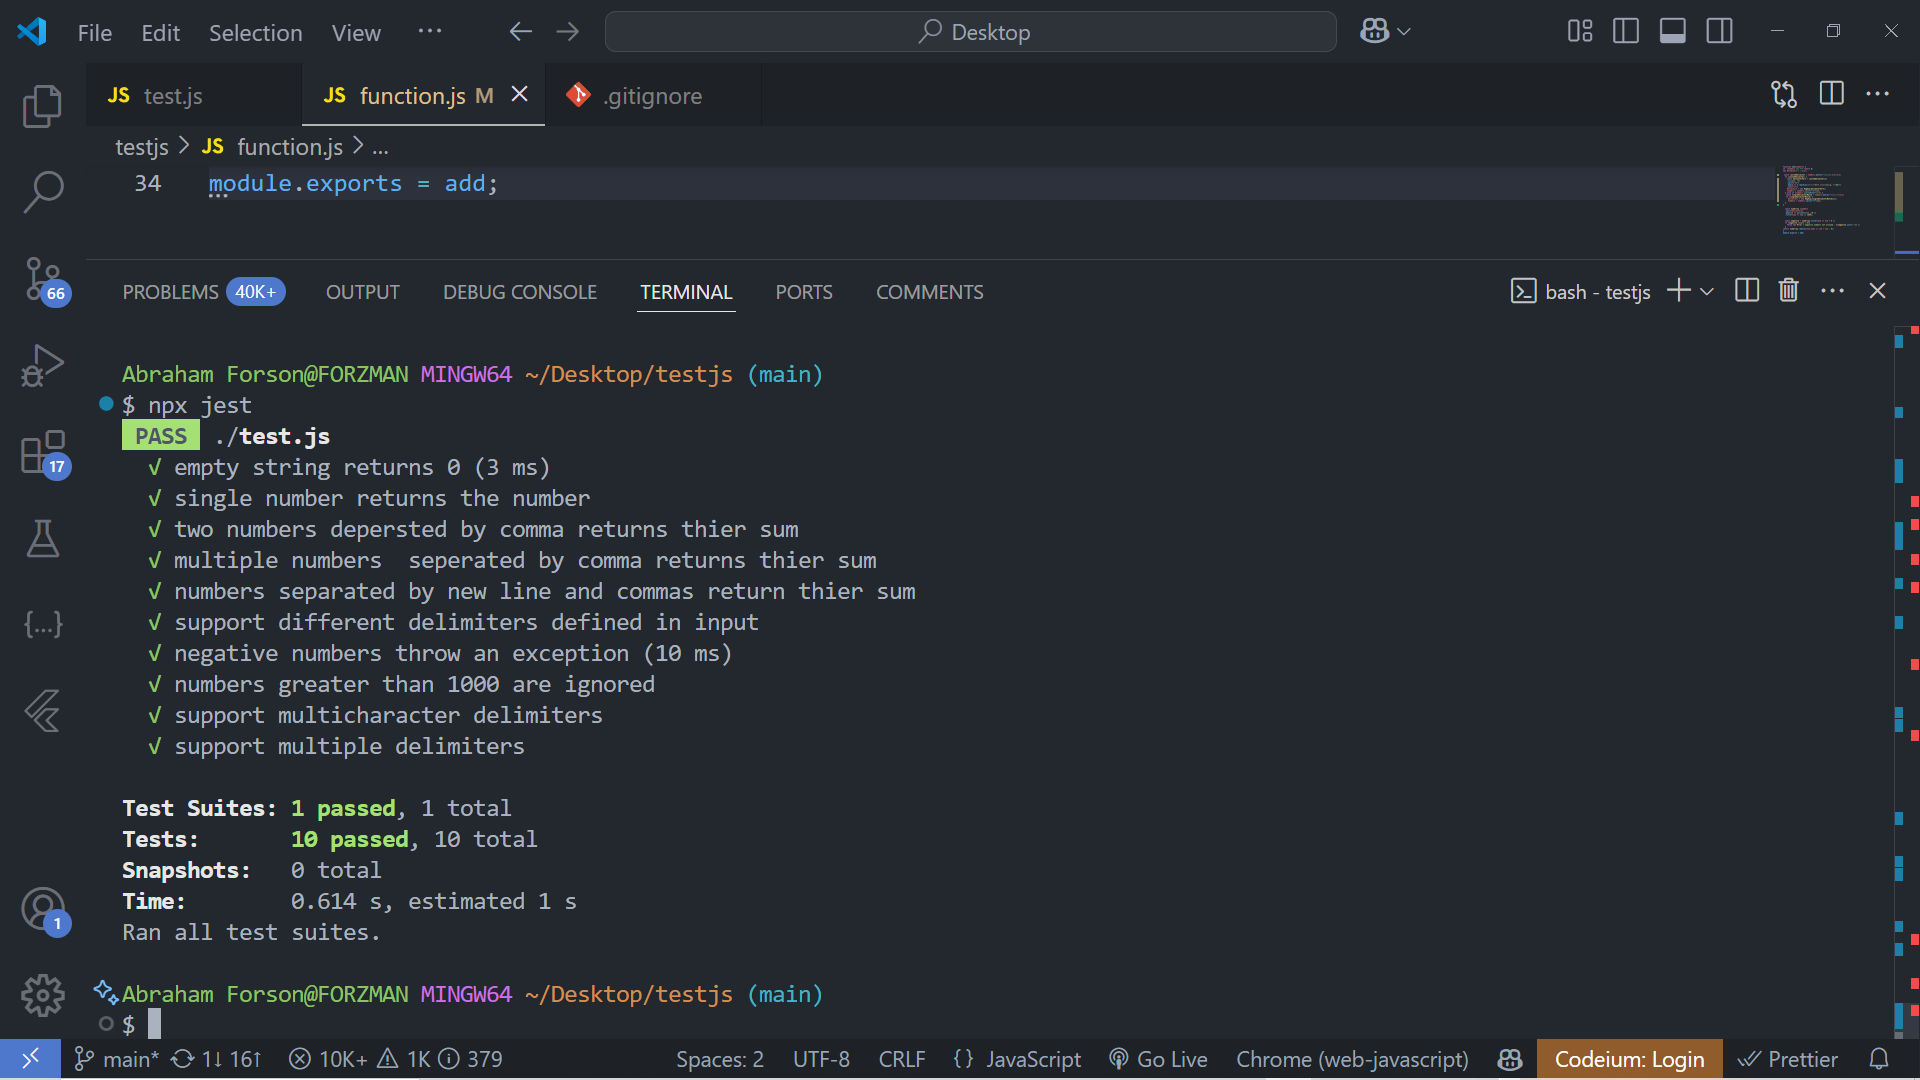 File Edit Selection View ··· Desktop
JS test.js JS function.js M .gitignore
testjs > JS function.js > ...
34 module.exports = add;
PROBLEMS 40K+ OUTPUT DEBUG CONSOLE TERMINAL PORTS COMMENTS bash - testjs
66
17
1
Abraham Forson@FORZMAN MINGW64 ~/Desktop/testjs (main)
$ npx jest
PASS ./test.js
√ empty string returns 0 (3 ms)
√ single number returns the number
√ two numbers depersted by comma returns thier sum
√ multiple numbers  seperated by comma returns thier sum
√ numbers separated by new line and commas return thier sum
√ support different delimiters defined in input
√ negative numbers throw an exception (10 ms)
√ numbers greater than 1000 are ignored
√ support multicharacter delimiters
√ support multiple delimiters
Test Suites: 1 passed, 1 total
Tests: 10 passed, 10 total
Snapshots: 0 total
Time: 0.614 s, estimated 1 s
Ran all test suites.
Abraham Forson@FORZMAN MINGW64 ~/Desktop/testjs (main)
$
main* 1↓ 16↑ 10K+ 1K 379 Spaces: 2 UTF-8 CRLF {} JavaScript Go Live Chrome (web-javascript) Codeium: Login Prettier